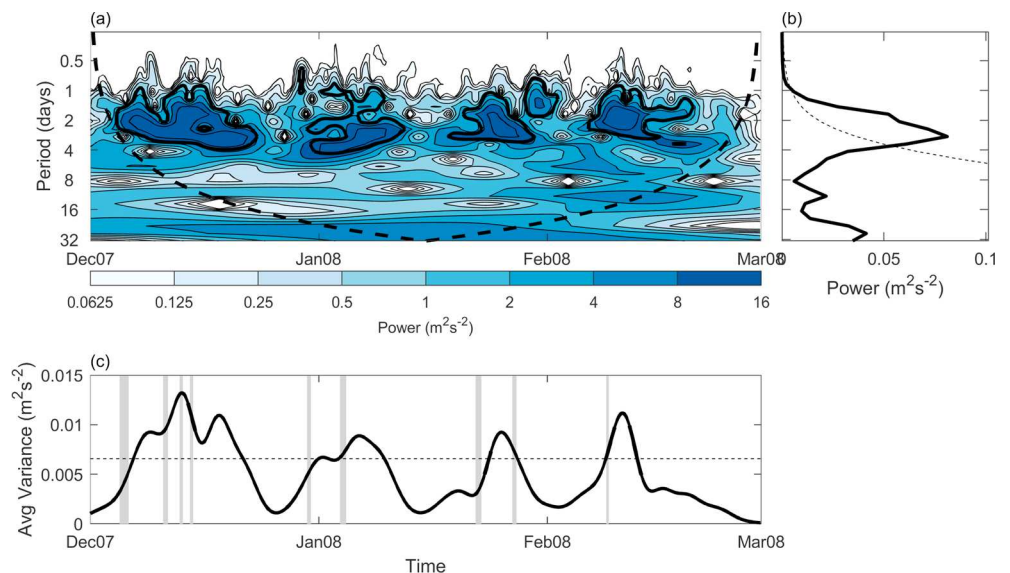 (a)
(b)
Period (days)
0.5
1
2
4
8
16
32
Dec07
Jan08
Feb08
Mar08
0
0.05
0.1
0.0625
0.125
0.25
0.5
1
2
4
8
16
Power (m²s⁻²)
Power (m²s⁻²)
(c)
Avg Variance (m²s⁻²)
0.015
0.01
0.005
0
Dec07
Jan08
Feb08
Mar08
Time